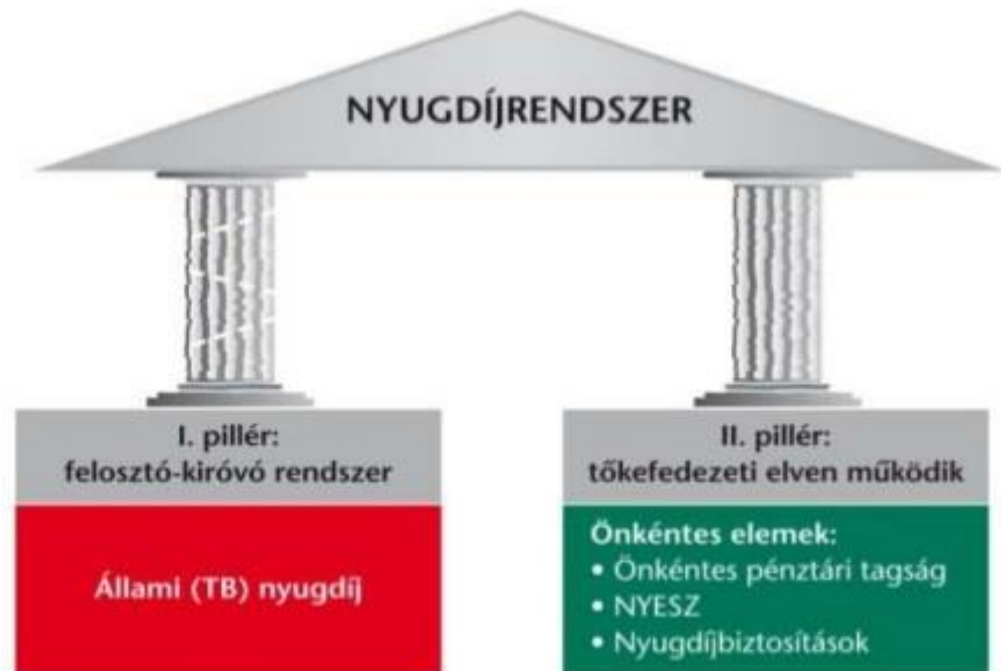 NYUGDÍJRENDSZER
I. pillér:
felosztó-kiróvó rendszer
Állami (TB) nyugdíj
II. pillér:
tőkefedezeti elven működik
Önkéntes elemek:
• Önkéntes pénztári tagság
• NYESZ
• Nyugdíjbiztosítások